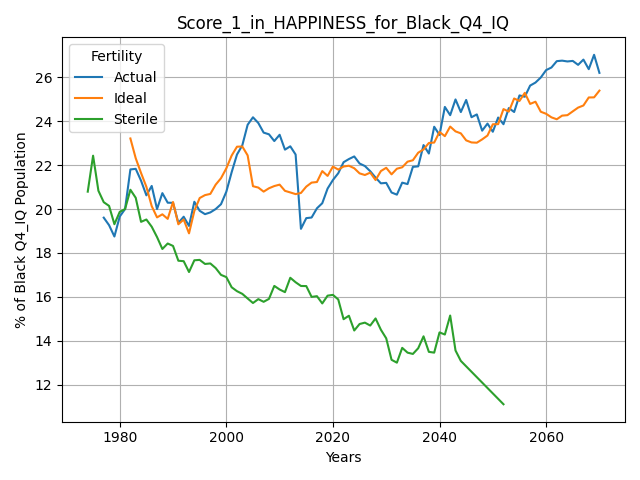 Score_1_in_HAPPINESS_for_Black_Q4_IQ
Fertility
Actual
Ideal
Sterile
% of Black Q4_IQ Population
26
24
22
20
18
16
14
12
1980
2000
2020
2040
2060
Years